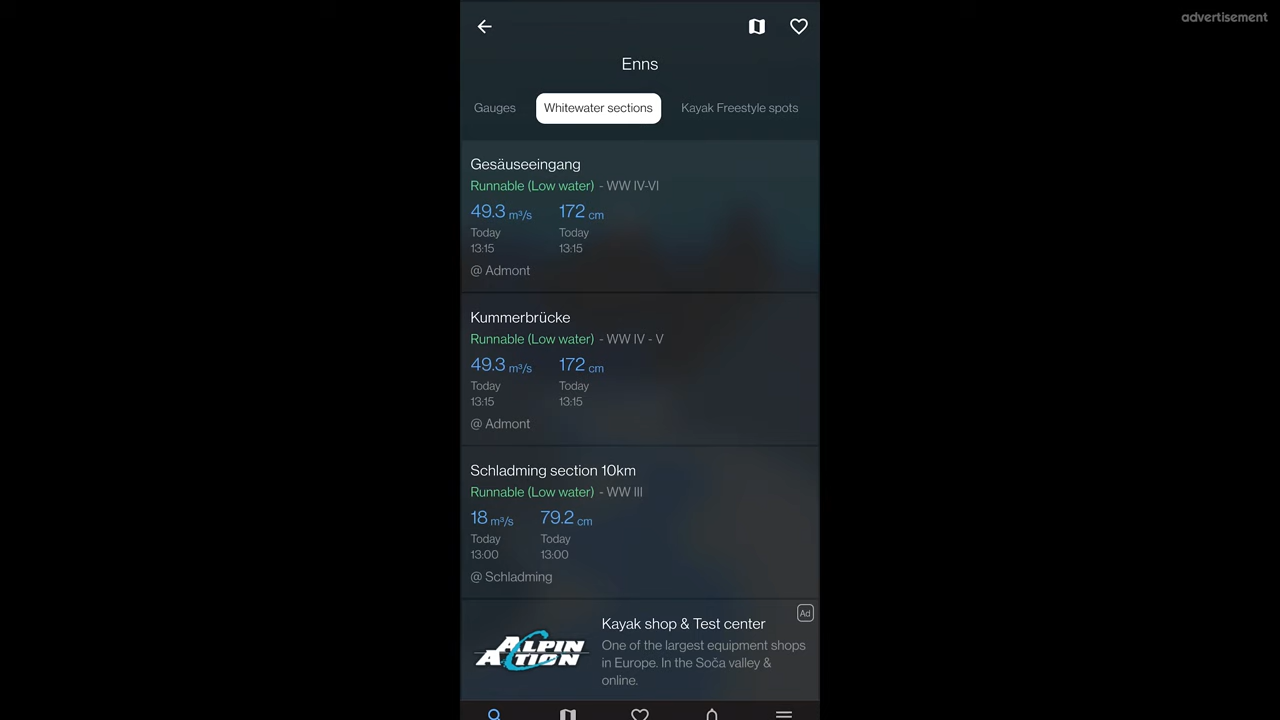 advertisement
Enns
Gauges Whitewater sections Kayak Freestyle spots
Gesäuseeingang
Runnable (Low water) - WW IV-VI
49.3 m³/s 172 cm
Today Today
13:15 13:15
@ Admont
Kummerbrücke
Runnable (Low water) - WW IV - V
49.3 m³/s 172 cm
Today Today
13:15 13:15
@ Admont
Schladming section 10km
Runnable (Low water) - WW III
18 m³/s 79.2 cm
Today Today
13:00 13:00
@ Schladming
Ad
ALPIN
ACTION
Kayak shop & Test center
One of the largest equipment shops
in Europe. In the Soča valley &
online.